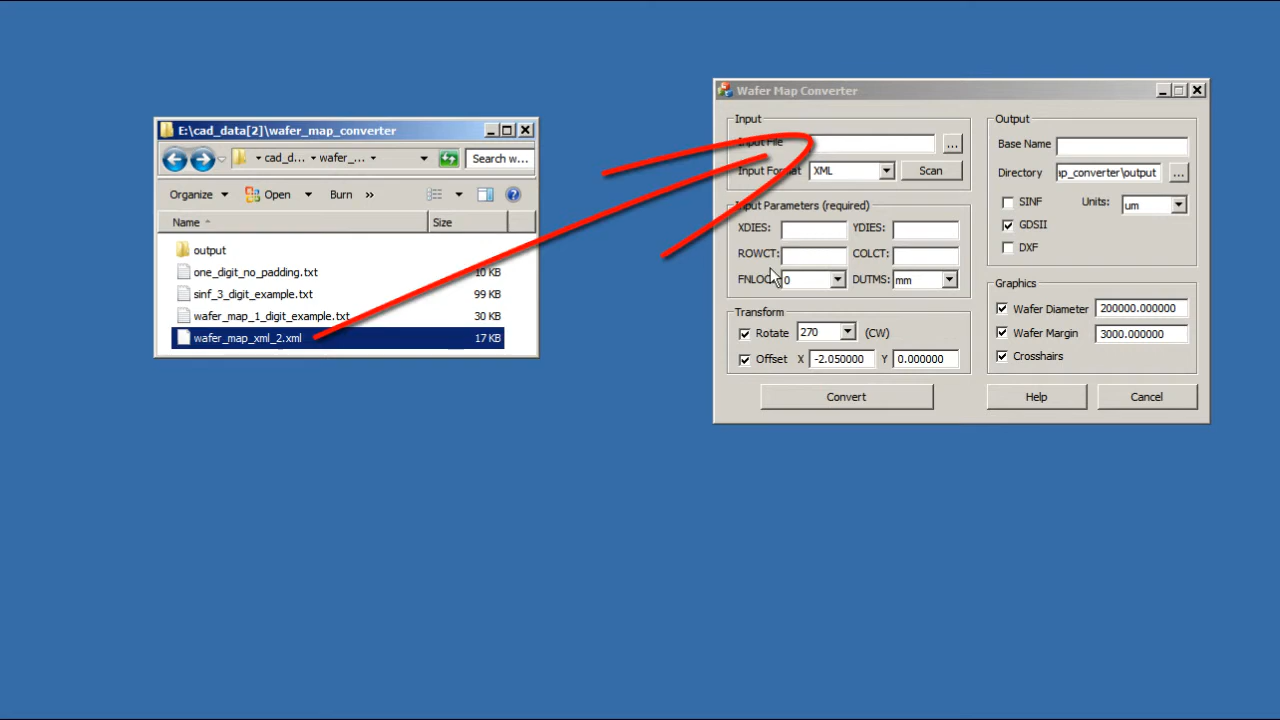 E:\cad_data[2]\wafer_map_converter
cad_d... wafer_... Search w...
Organize Open Burn »
Name Size
output
one_digit_no_padding.txt 10 KB
sinf_3_digit_example.txt 99 KB
wafer_map_1_digit_example.txt 30 KB
wafer_map_xml_2.xml 17 KB
Wafer Map Converter
Input
Input File ...
Input Format XML Scan
Input Parameters (required)
XDIES: YDIES:
ROWCT: COLCT:
FNLOC: 0 DUTMS: mm
Transform
Rotate 270 (CW)
Offset X -2.050000 Y 0.000000
Convert
Output
Base Name
Directory ıp_converter\output ...
SINF Units: um
GDSII
DXF
Graphics
Wafer Diameter 200000.000000
Wafer Margin 3000.000000
Crosshairs
Help Cancel